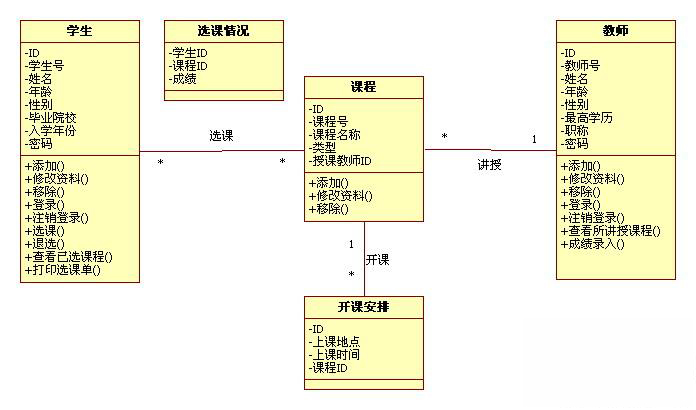 学生
-ID
-学生号
-姓名
-年龄
-性别
-毕业院校
-入学年份
-密码
+添加()
+修改资料()
+移除()
+登录()
+注销登录()
+选课()
+退选()
+查看已选课程()
+打印选课单()
选课情况
-学生ID
-课程ID
-成绩
选课
*
*
课程
-ID
-课程号
-课程名称
-类型
-授课教师ID
+添加()
+修改资料()
+移除()
*
1
讲授
教师
-ID
-教师号
-姓名
-年龄
-性别
-最高学历
-职称
-密码
+添加()
+修改资料()
+移除()
+登录()
+注销登录()
+查看所讲授课程()
+成绩录入()
1
开课
*
开课安排
-ID
-上课地点
-上课时间
-课程ID